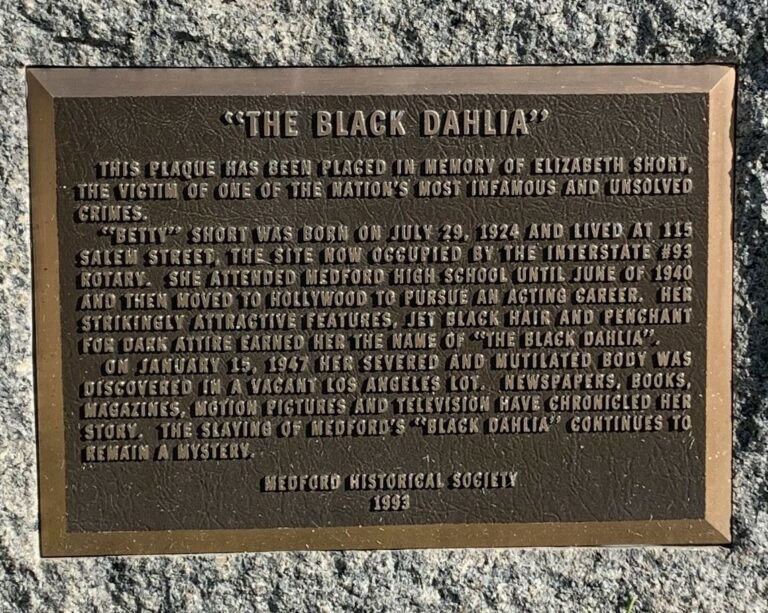 "THE BLACK DAHLIA"
THIS PLAQUE HAS BEEN PLACED IN MEMORY OF ELIZABETH SHORT,
THE VICTIM OF ONE OF THE NATION'S MOST INFAMOUS AND UNSOLVED
CRIMES.
"BETTY" SHORT WAS BORN ON JULY 29, 1924 AND LIVED AT 115
SALEM STREET, THE SITE NOW OCCUPIED BY THE INTERSTATE #93
ROTARY. SHE ATTENDED MEDFORD HIGH SCHOOL UNTIL JUNE OF 1940
AND THEN MOVED TO HOLLYWOOD TO PURSUE AN ACTING CAREER. HER
STRIKINGLY ATTRACTIVE FEATURES, JET BLACK HAIR AND PENCHANT
FOR DARK ATTIRE EARNED HER THE NAME OF "THE BLACK DAHLIA".
ON JANUARY 15, 1947 HER SEVERED AND MUTILATED BODY WAS
DISCOVERED IN A VACANT LOS ANGELES LOT. NEWSPAPERS, BOOKS,
MAGAZINES, MOTION PICTURES AND TELEVISION HAVE CHRONICLED HER
STORY. THE SLAYING OF MEDFORD'S "BLACK DAHLIA" CONTINUES TO
REMAIN A MYSTERY.
MEDFORD HISTORICAL SOCIETY
1993